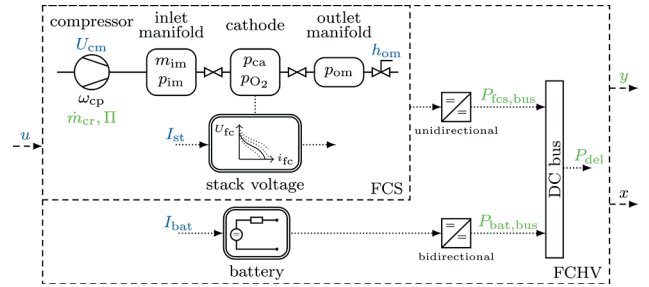 compressor
inlet
manifold
cathode
outlet
manifold
U_cm
h_om
m_im
p_im
p_ca
p_O₂
p_om
ω_cp
ṁ_cr, Π
u
I_st
U_fc
i_fc
stack voltage
FCS
= =
unidirectional
P_fcs,bus
y
DC bus
P_del
x
I_bat
=
battery
= =
bidirectional
P_bat,bus
FCHV